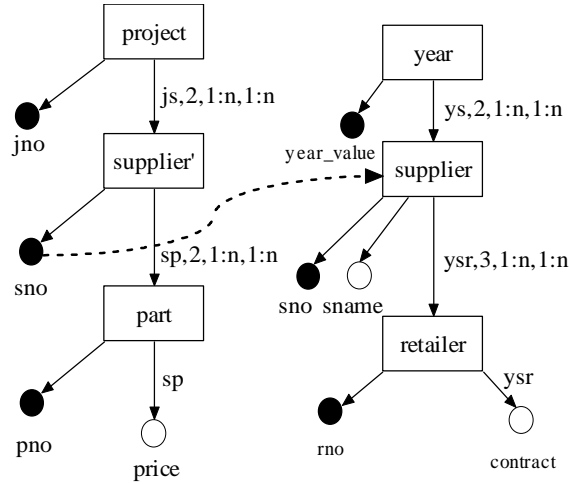 project
year
js,2,1:n,1:n
ys,2,1:n,1:n
jno
year_value
supplier'
supplier
sno
sp,2,1:n,1:n
sno
sname
ysr,3,1:n,1:n
part
retailer
sp
ysr
pno
price
rno
contract